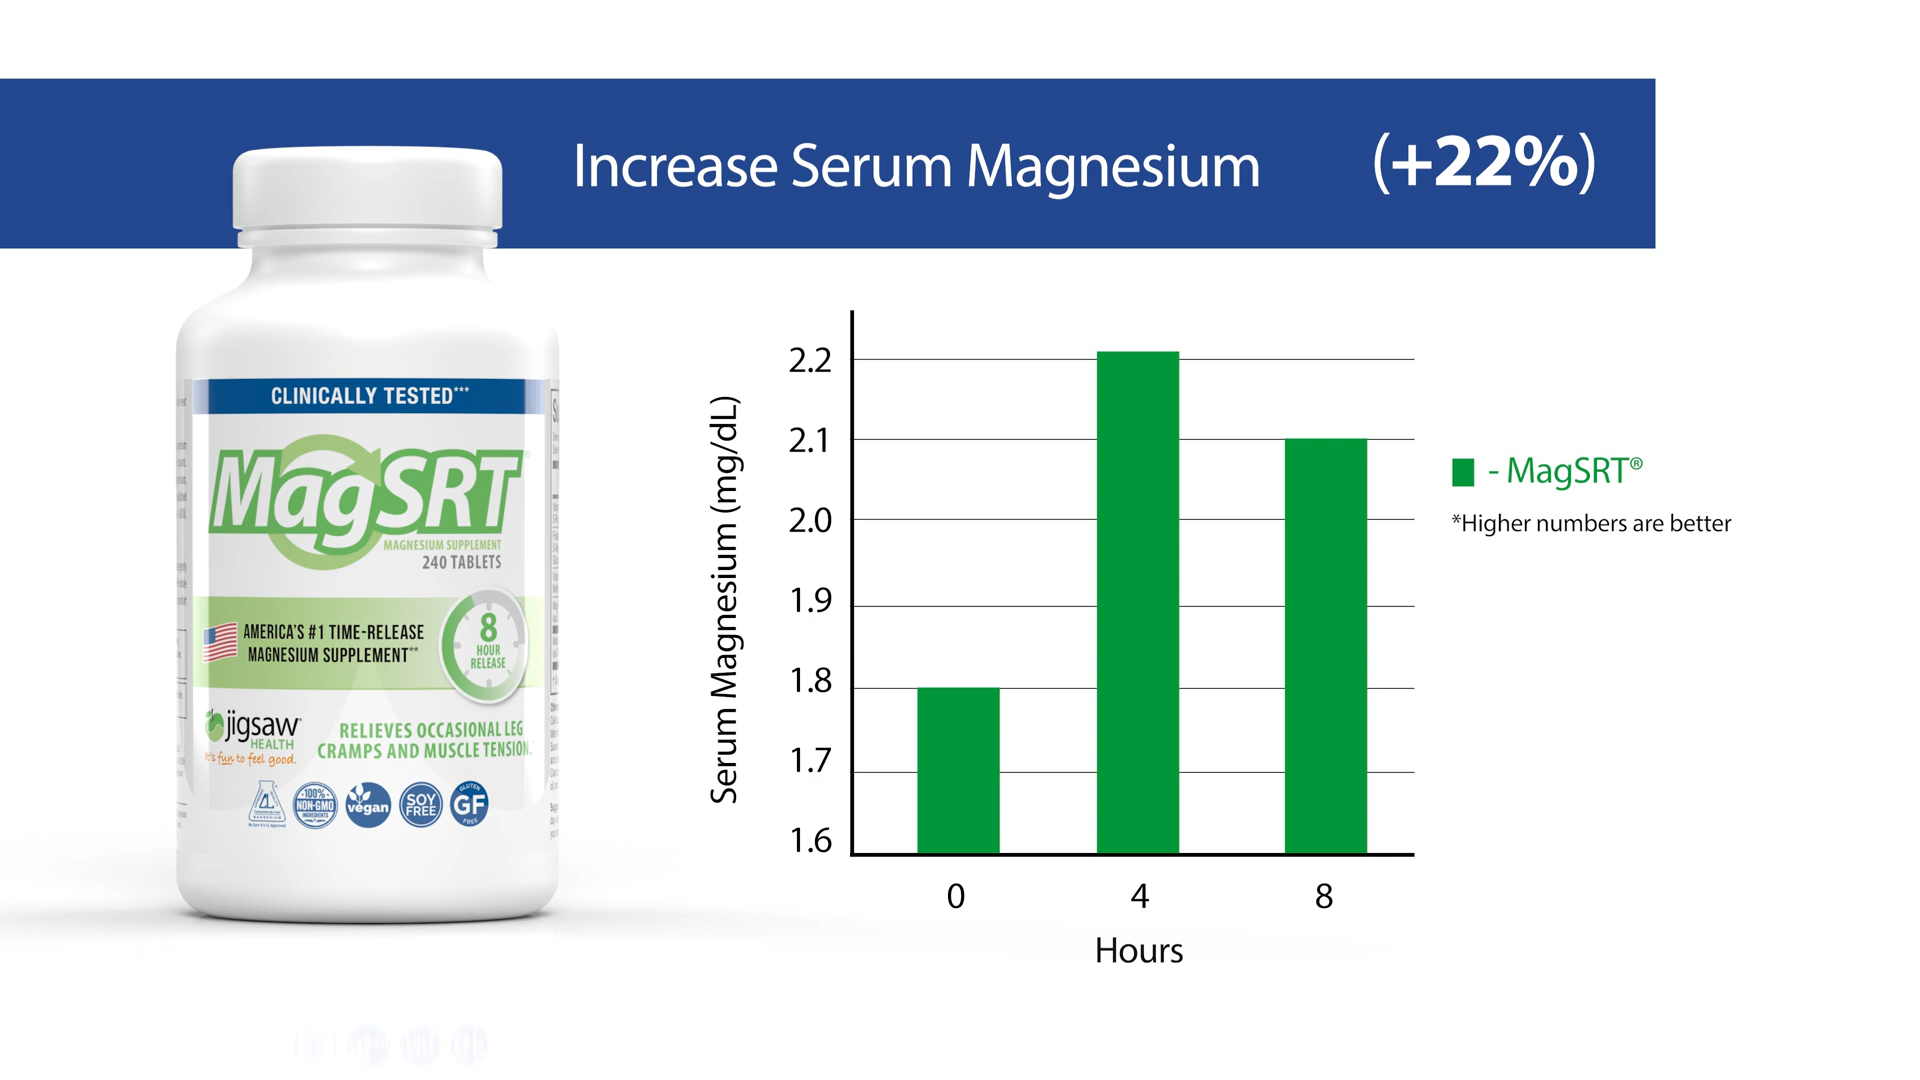 Increase Serum Magnesium (+22%)
CLINICALLY TESTED***
MagSRT
MAGNESIUM SUPPLEMENT
240 TABLETS
AMERICA'S #1 TIME-RELEASE
MAGNESIUM SUPPLEMENT**
8
HOUR
RELEASE
jigsaw
HEALTH
It's fun to feel good.
RELIEVES OCCASIONAL LEG
CRAMPS AND MUSCLE TENSION.
100%
NON-GMO
INGREDIENTS
vegan
SOY
FREE
GLUTEN
GF
FREE
Serum Magnesium (mg/dL)
2.2
2.1
2.0
1.9
1.8
1.7
1.6
0 4 8
Hours
- MagSRT®
*Higher numbers are better